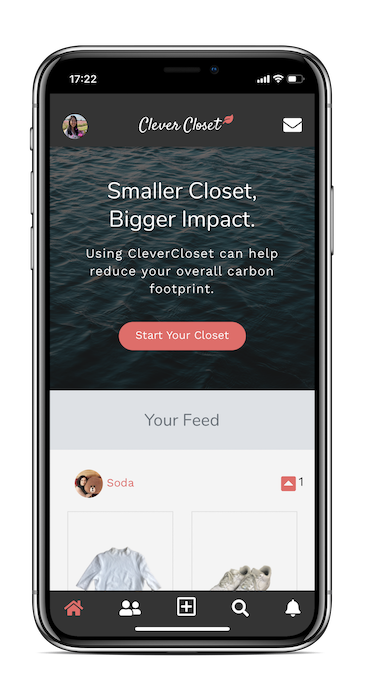 17:22
Clever Closet
Smaller Closet,
Bigger Impact.
Using CleverCloset can help
reduce your overall carbon
footprint.
Start Your Closet
Your Feed
Soda
1